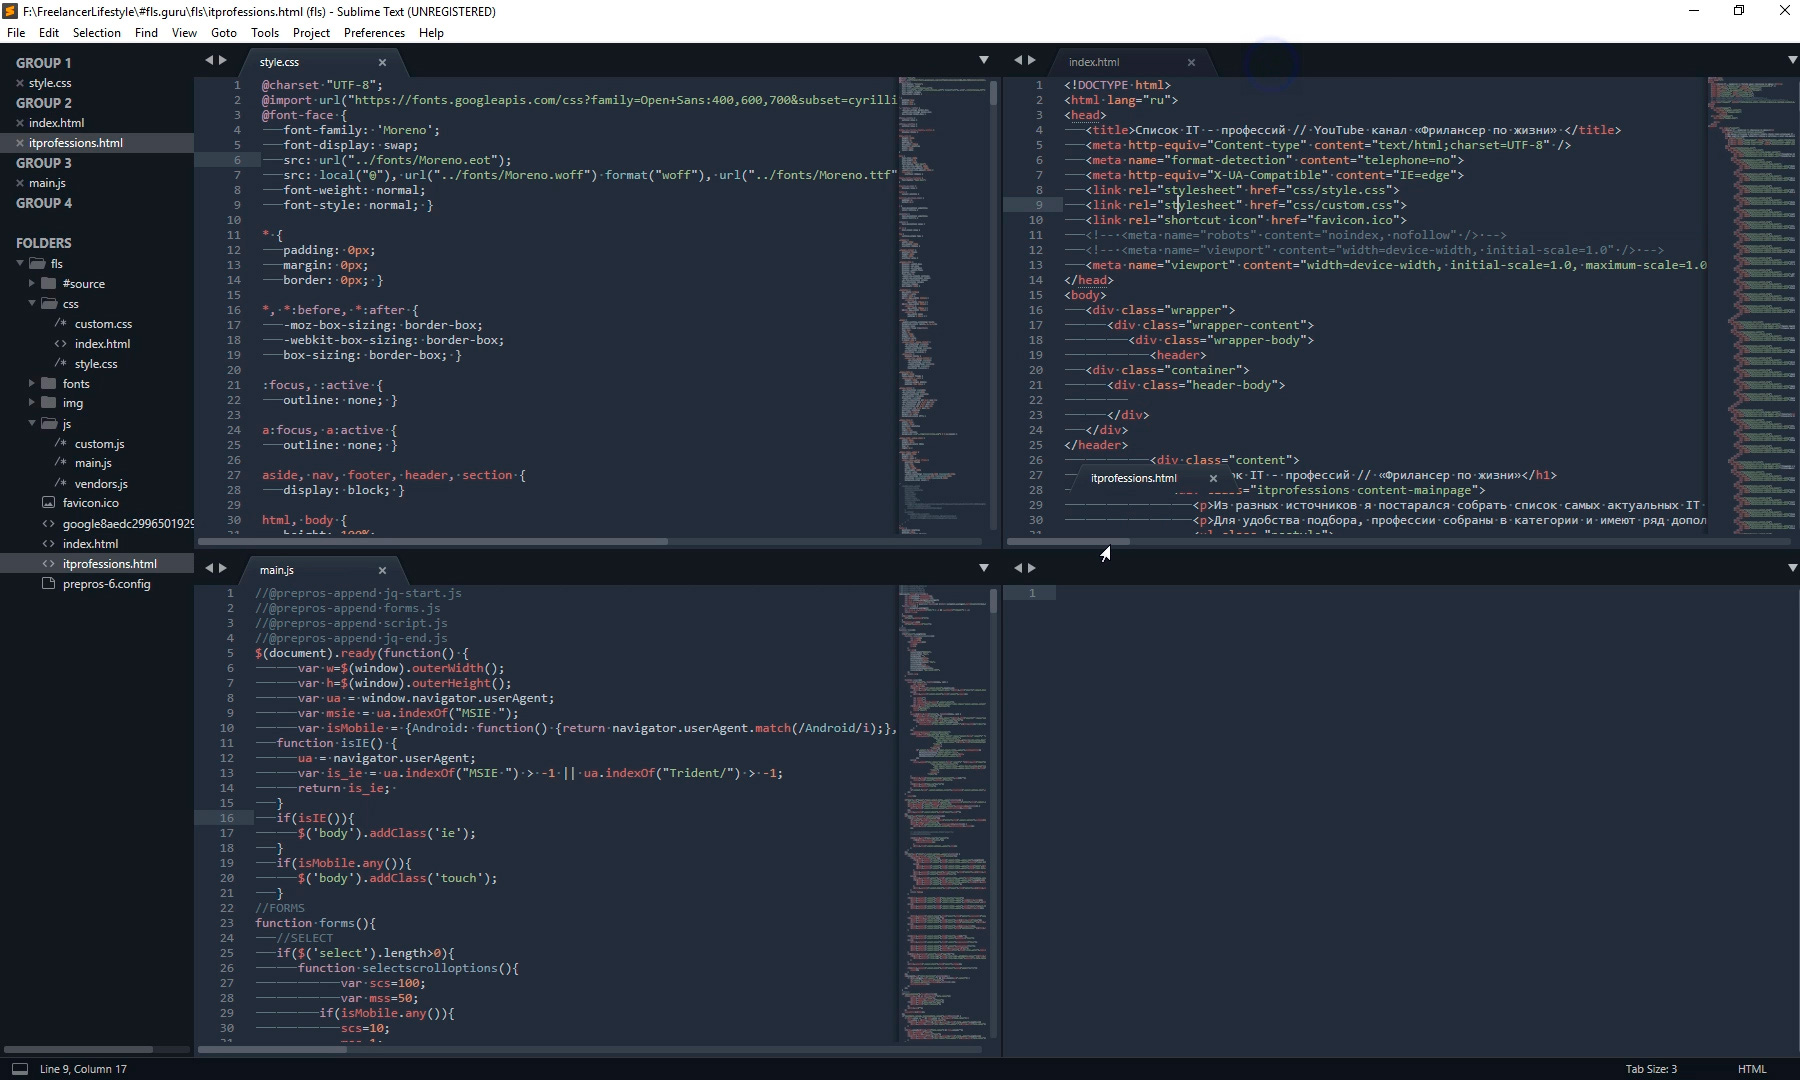 F:\FreelancerLifestyle\#fls.guru\fls\itprofessions.html (fls) - Sublime Text (UNREGISTERED)
File Edit Selection Find View Goto Tools Project Preferences Help
GROUP 1
style.css
GROUP 2
index.html
itprofessions.html
GROUP 3
main.js
GROUP 4
FOLDERS
fls
#source
css
/* custom.css
<> index.html
/* style.css
fonts
img
js
/* custom.js
/* main.js
/* vendors.js
favicon.ico
<> google8aedc2996501929
<> index.html
<> itprofessions.html
prepros-6.config
style.css
1 @charset "UTF-8";
2 @import url("https://fonts.googleapis.com/css?family=Open+Sans:400,600,700&subset=cyrilli
3 @font-face {
4 font-family: 'Moreno';
5 font-display: swap;
6 src: url("../fonts/Moreno.eot");
7 src: local("@"), url("../fonts/Moreno.woff") format("woff"), url("../fonts/Moreno.ttf"
8 font-weight: normal;
9 font-style: normal; }
10
11 * {
12 padding: 0px;
13 margin: 0px;
14 border: 0px; }
15
16 *, *:before, *:after {
17 -moz-box-sizing: border-box;
18 -webkit-box-sizing: border-box;
19 box-sizing: border-box; }
20
21 :focus, :active {
22 outline: none; }
23
24 a:focus, a:active {
25 outline: none; }
26
27 aside, nav, footer, header, section {
28 display: block; }
29
30 html, body {
index.html
1 <!DOCTYPE html>
2 <html lang="ru">
3 <head>
4 <title>Список IT - профессий // YouTube канал «Фрилансер по жизни» </title>
5 <meta http-equiv="Content-type" content="text/html;charset=UTF-8" />
6 <meta name="format-detection" content="telephone=no">
7 <meta http-equiv="X-UA-Compatible" content="IE=edge">
8 <link rel="stylesheet" href="css/style.css">
9 <link rel="stylesheet" href="css/custom.css">
10 <link rel="shortcut icon" href="favicon.ico">
11 <!-- <meta name="robots" content="noindex, nofollow" /> -->
12 <!-- <meta name="viewport" content="width=device-width, initial-scale=1.0" /> -->
13 <meta name="viewport" content="width=device-width, initial-scale=1.0, maximum-scale=1.0
14 </head>
15 <body>
16 <div class="wrapper">
17 <div class="wrapper-content">
18 <div class="wrapper-body">
19 <header>
20 <div class="container">
21 <div class="header-body">
22
23 </div>
24 </div>
25 </header>
26 <div class="content">
27 ок IT - профессий // «Фрилансер по жизни»</h1>
itprofessions.html
28 ="itprofessions content-mainpage">
29 <p>Из разных источников я постарался собрать список самых актуальных IT
30 <p>Для удобства подбора, профессии собраны в категории и имеют ряд допол
main.js
1 //@prepros-append jq-start.js
2 //@prepros-append forms.js
3 //@prepros-append script.js
4 //@prepros-append jq-end.js
5 $(document).ready(function() {
6 var w=$(window).outerWidth();
7 var h=$(window).outerHeight();
8 var ua = window.navigator.userAgent;
9 var msie = ua.indexOf("MSIE ");
10 var isMobile = {Android: function() {return navigator.userAgent.match(/Android/i);},
11 function isIE() {
12 ua = navigator.userAgent;
13 var is_ie = ua.indexOf("MSIE ") > -1 || ua.indexOf("Trident/") > -1;
14 return is_ie;
15 }
16 if(isIE()){
17 $('body').addClass('ie');
18 }
19 if(isMobile.any()){
20 $('body').addClass('touch');
21 }
22 //FORMS
23 function forms(){
24 //SELECT
25 if($('select').length>0){
26 function selectscrolloptions(){
27 var scs=100;
28 var mss=50;
29 if(isMobile.any()){
30 scs=10;
1
Line 9, Column 17
Tab Size: 3 HTML